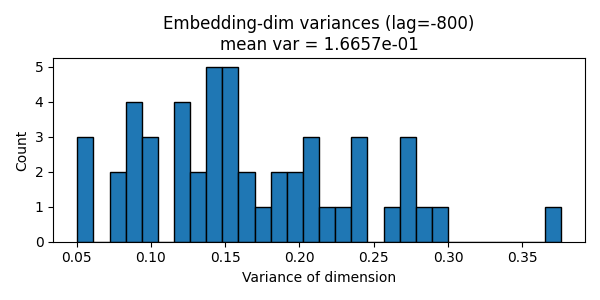 Embedding-dim variances (lag=-800)
mean var = 1.6657e-01
5
4
3
2
1
0
Count
0.05 0.10 0.15 0.20 0.25 0.30 0.35
Variance of dimension